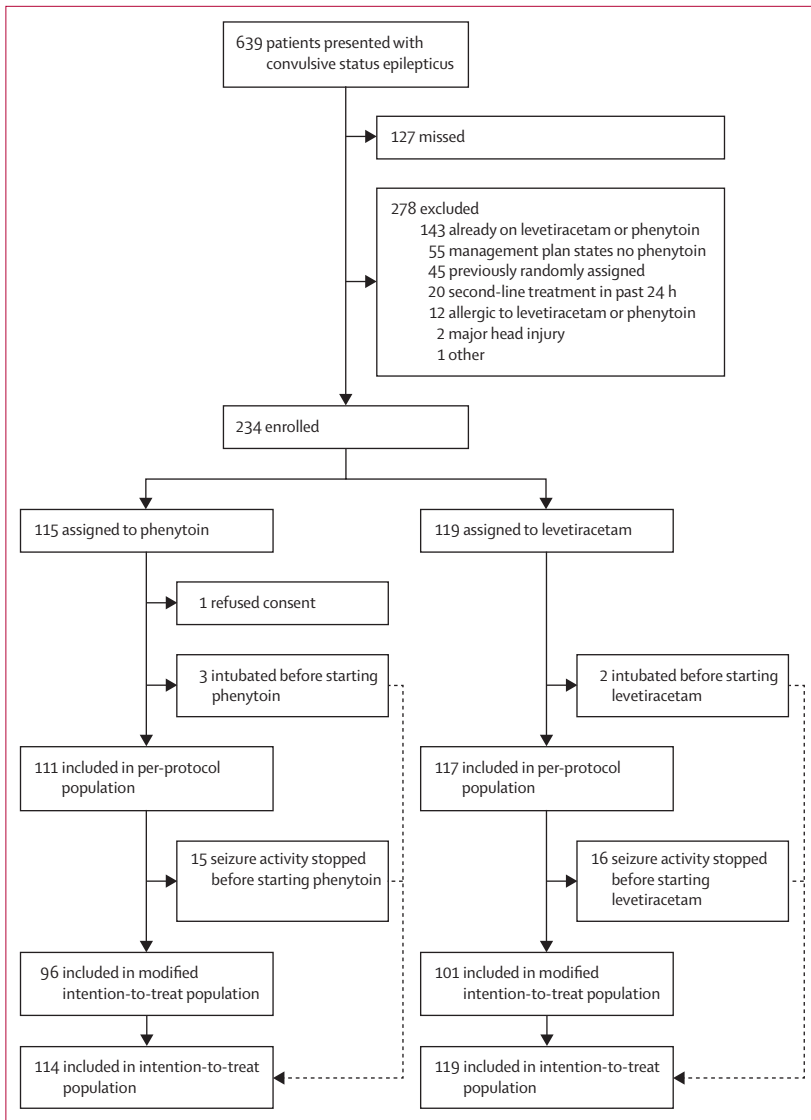 639 patients presented with
convulsive status epilepticus
127 missed
278 excluded
143 already on levetiracetam or phenytoin
55 management plan states no phenytoin
45 previously randomly assigned
20 second-line treatment in past 24 h
12 allergic to levetiracetam or phenytoin
2 major head injury
1 other
234 enrolled
115 assigned to phenytoin
119 assigned to levetiracetam
1 refused consent
3 intubated before starting
phenytoin
2 intubated before starting
levetiracetam
111 included in per-protocol
population
117 included in per-protocol
population
15 seizure activity stopped
before starting phenytoin
16 seizure activity stopped
before starting
levetiracetam
96 included in modified
intention-to-treat population
101 included in modified
intention-to-treat population
114 included in intention-to-treat
population
119 included in intention-to-treat
population